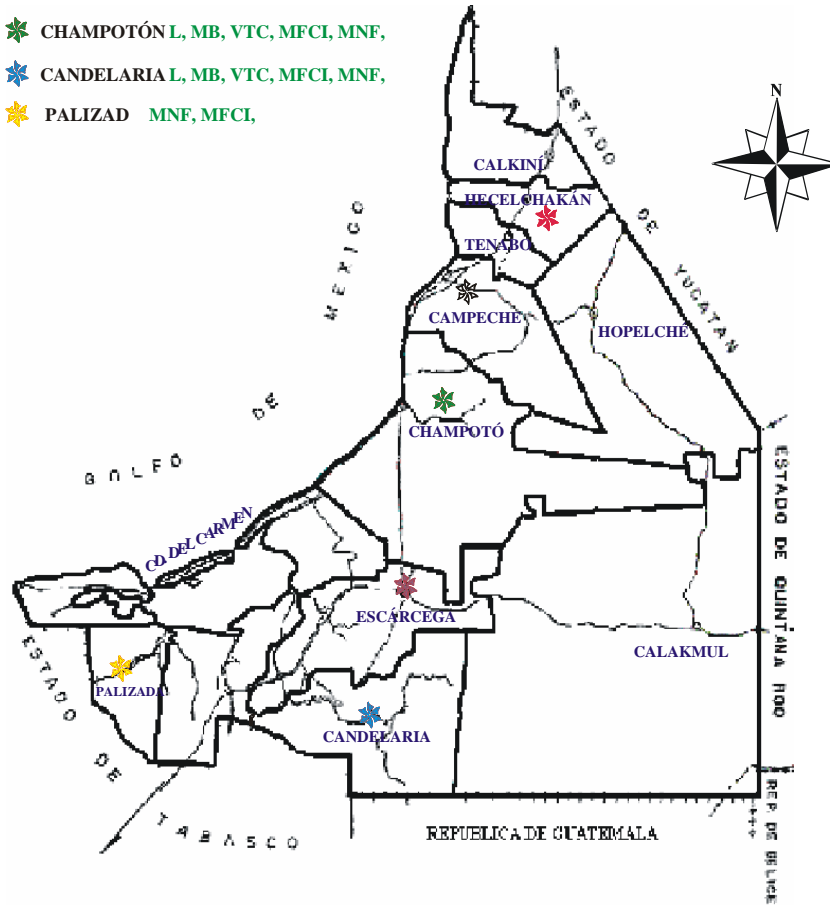 CHAMPOTÓN L, MB, VTC, MFCI, MNF,
CANDELARIA L, MB, VTC, MFCI, MNF,
PALIZAD MNF, MFCI,
N
ESTADO DE YUCATAN
CALKINÍ
HECELCHAKÁN
TENABO
CAMPECHE
HOPELCHÉ
CHAMPOTÓ
GOLFO DE MEXICO
CD. DEL CARMEN
ESCARCEGA
CALAKMUL
PALIZADA
CANDELARIA
ESTADO DE QUINTANA ROO
ESTADO DE TABASCO
REPUBLICA DE GUATEMALA
REP. DE BELICE